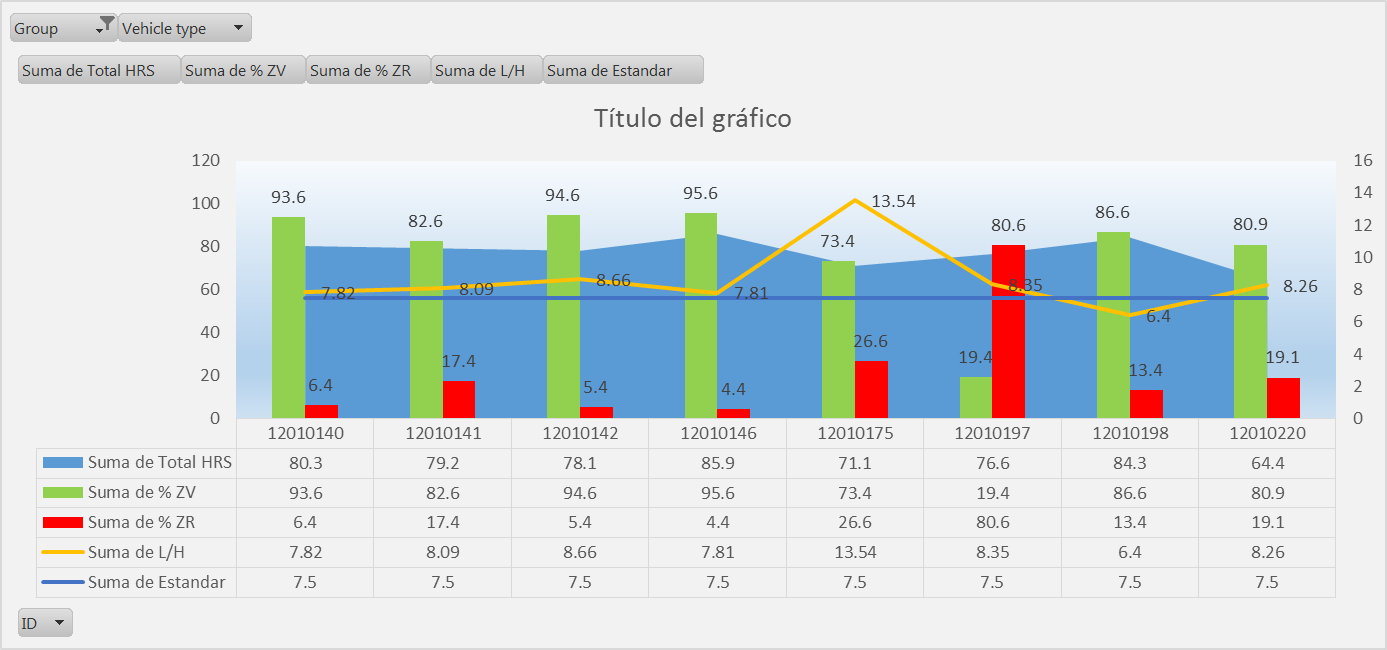 Group Vehicle type
Suma de Total HRS Suma de % ZV Suma de % ZR Suma de L/H Suma de Estandar
Título del gráfico
120 16
14
100 12
80 10
60 8
6
40 4
20 2
0 0
93.6 82.6 94.6 95.6 73.4 19.4 86.6 80.9
6.4 17.4 5.4 4.4 26.6 80.6 13.4 19.1
7.82 8.09 8.66 7.81 13.54 8.35 6.4 8.26
12010140 12010141 12010142 12010146 12010175 12010197 12010198 12010220
Suma de Total HRS 80.3 79.2 78.1 85.9 71.1 76.6 84.3 64.4
Suma de % ZV 93.6 82.6 94.6 95.6 73.4 19.4 86.6 80.9
Suma de % ZR 6.4 17.4 5.4 4.4 26.6 80.6 13.4 19.1
Suma de L/H 7.82 8.09 8.66 7.81 13.54 8.35 6.4 8.26
Suma de Estandar 7.5 7.5 7.5 7.5 7.5 7.5 7.5 7.5
ID